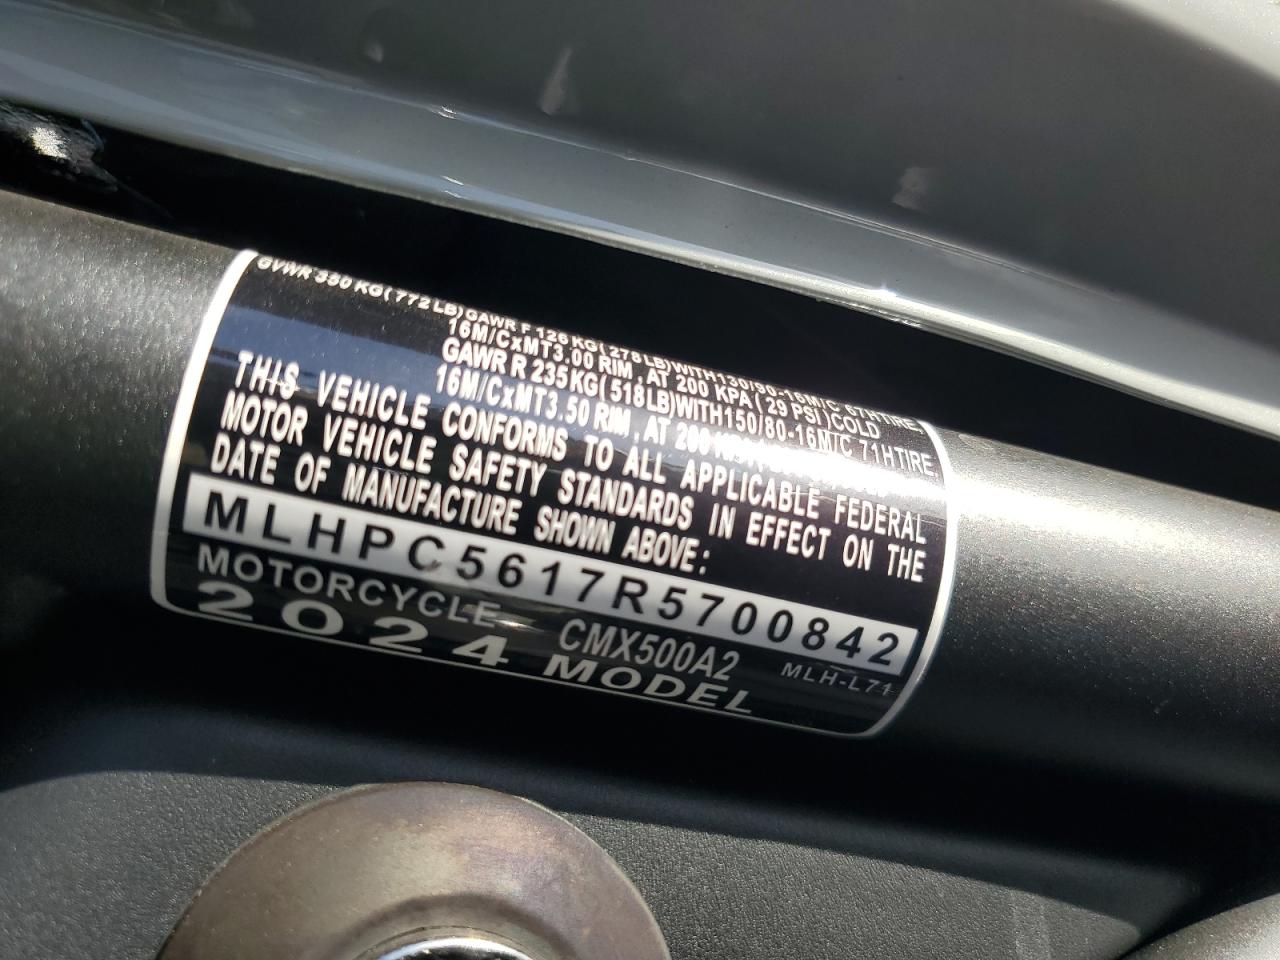 GVWR 350 KG(772 LB) GAWR F 126 KG( 278 LB)WITH130/90-16M/C 67HTIRE,
16M/CxMT3.00 RIM , AT 200 KPA ( 29 PSI )COLD
GAWR R 235 KG( 518 LB)WITH150/80-16M/C 71HTIRE,
16M/CxMT3.50 RIM , AT 200
THIS VEHICLE CONFORMS TO ALL APPLICABLE FEDERAL
MOTOR VEHICLE SAFETY STANDARDS IN EFFECT ON THE
DATE OF MANUFACTURE SHOWN ABOVE:
MLHPC5617R5700842
MOTORCYCLE CMX500A2 MLH-L71
2024 MODEL